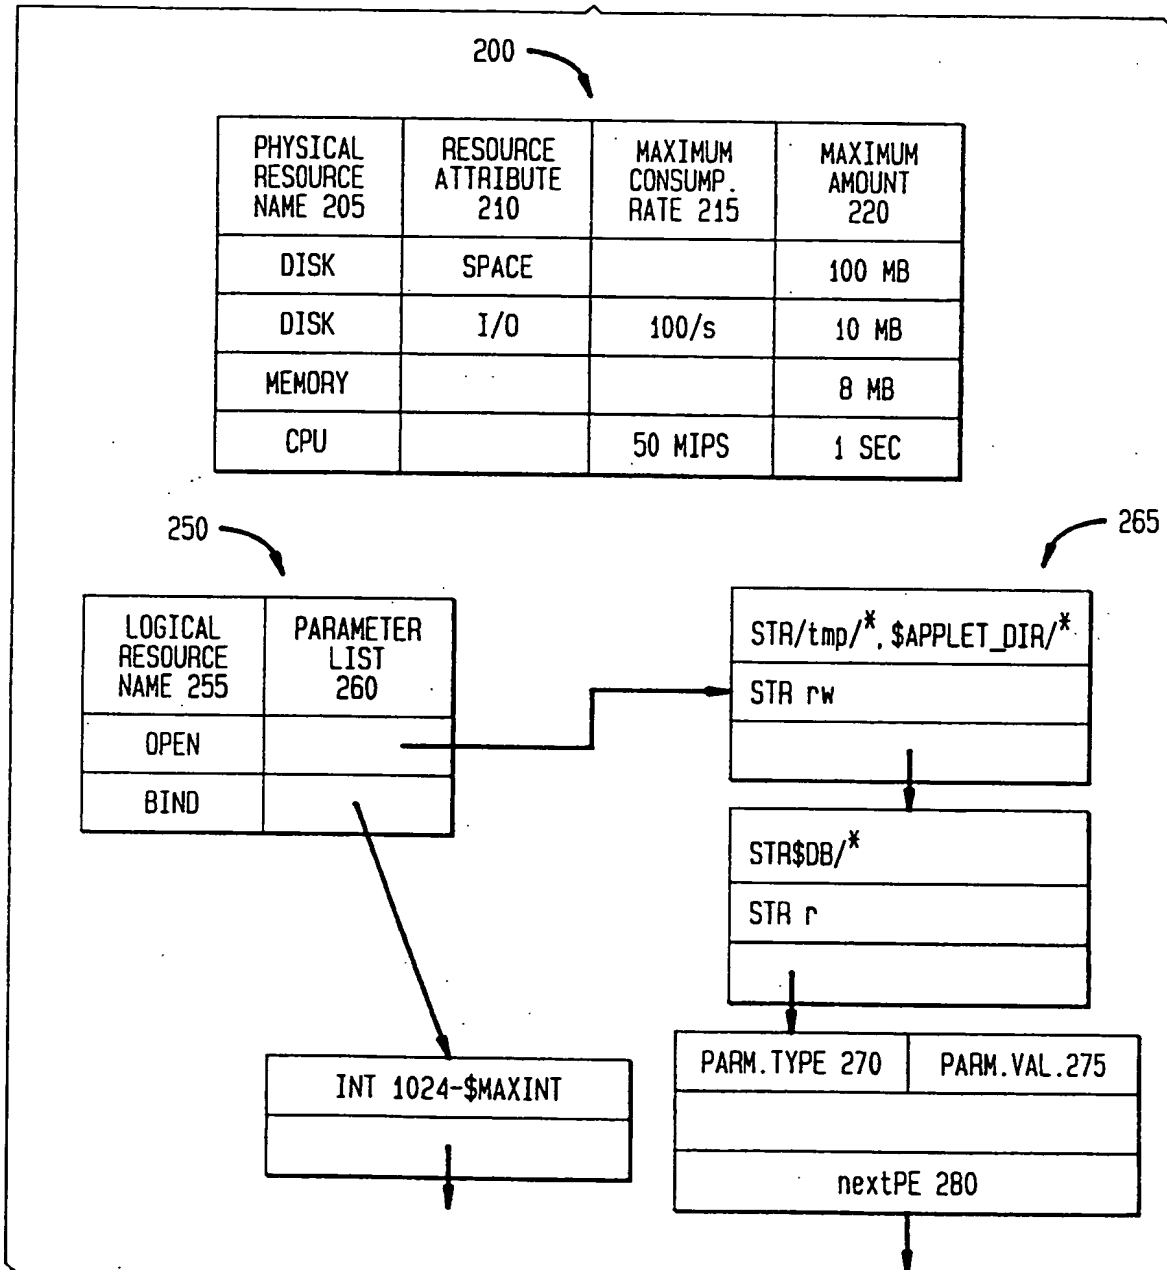 200
PHYSICAL
RESOURCE
NAME 205
RESOURCE
ATTRIBUTE
210
MAXIMUM
CONSUMP.
RATE 215
MAXIMUM
AMOUNT
220
DISK
SPACE
100 MB
DISK
I/O
100/s
10 MB
MEMORY
8 MB
CPU
50 MIPS
1 SEC
250
265
LOGICAL
RESOURCE
NAME 255
PARAMETER
LIST
260
OPEN
BIND
STR/tmp/*, $APPLET_DIR/*
STR rw
STR$DB/*
STR r
INT 1024-$MAXINT
PARM.TYPE 270
PARM.VAL.275
nextPE 280